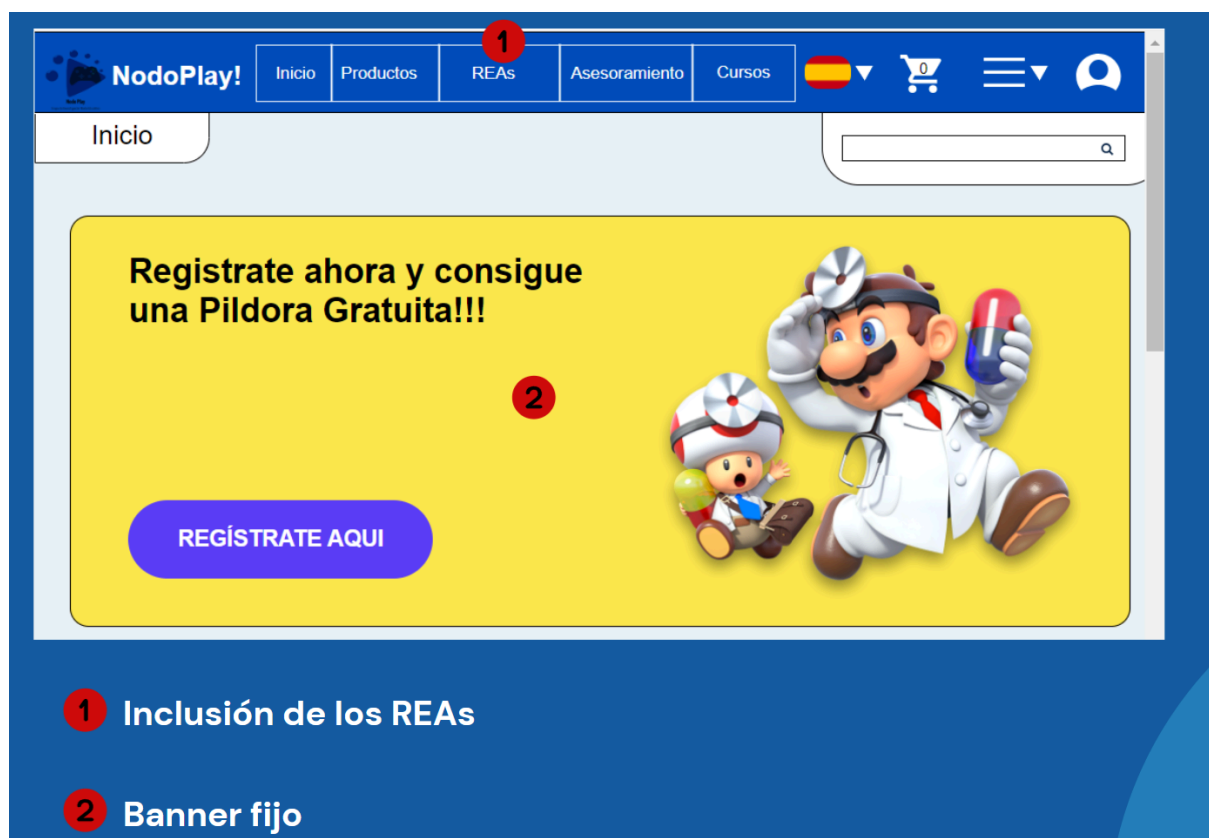 1
NodoPlay!
Inicio
Productos
REAs
Asesoramiento
Cursos
0
Inicio
Registrate ahora y consigue
una Pildora Gratuita!!!
2
REGÍSTRATE AQUI
1 Inclusión de los REAs
2 Banner fijo